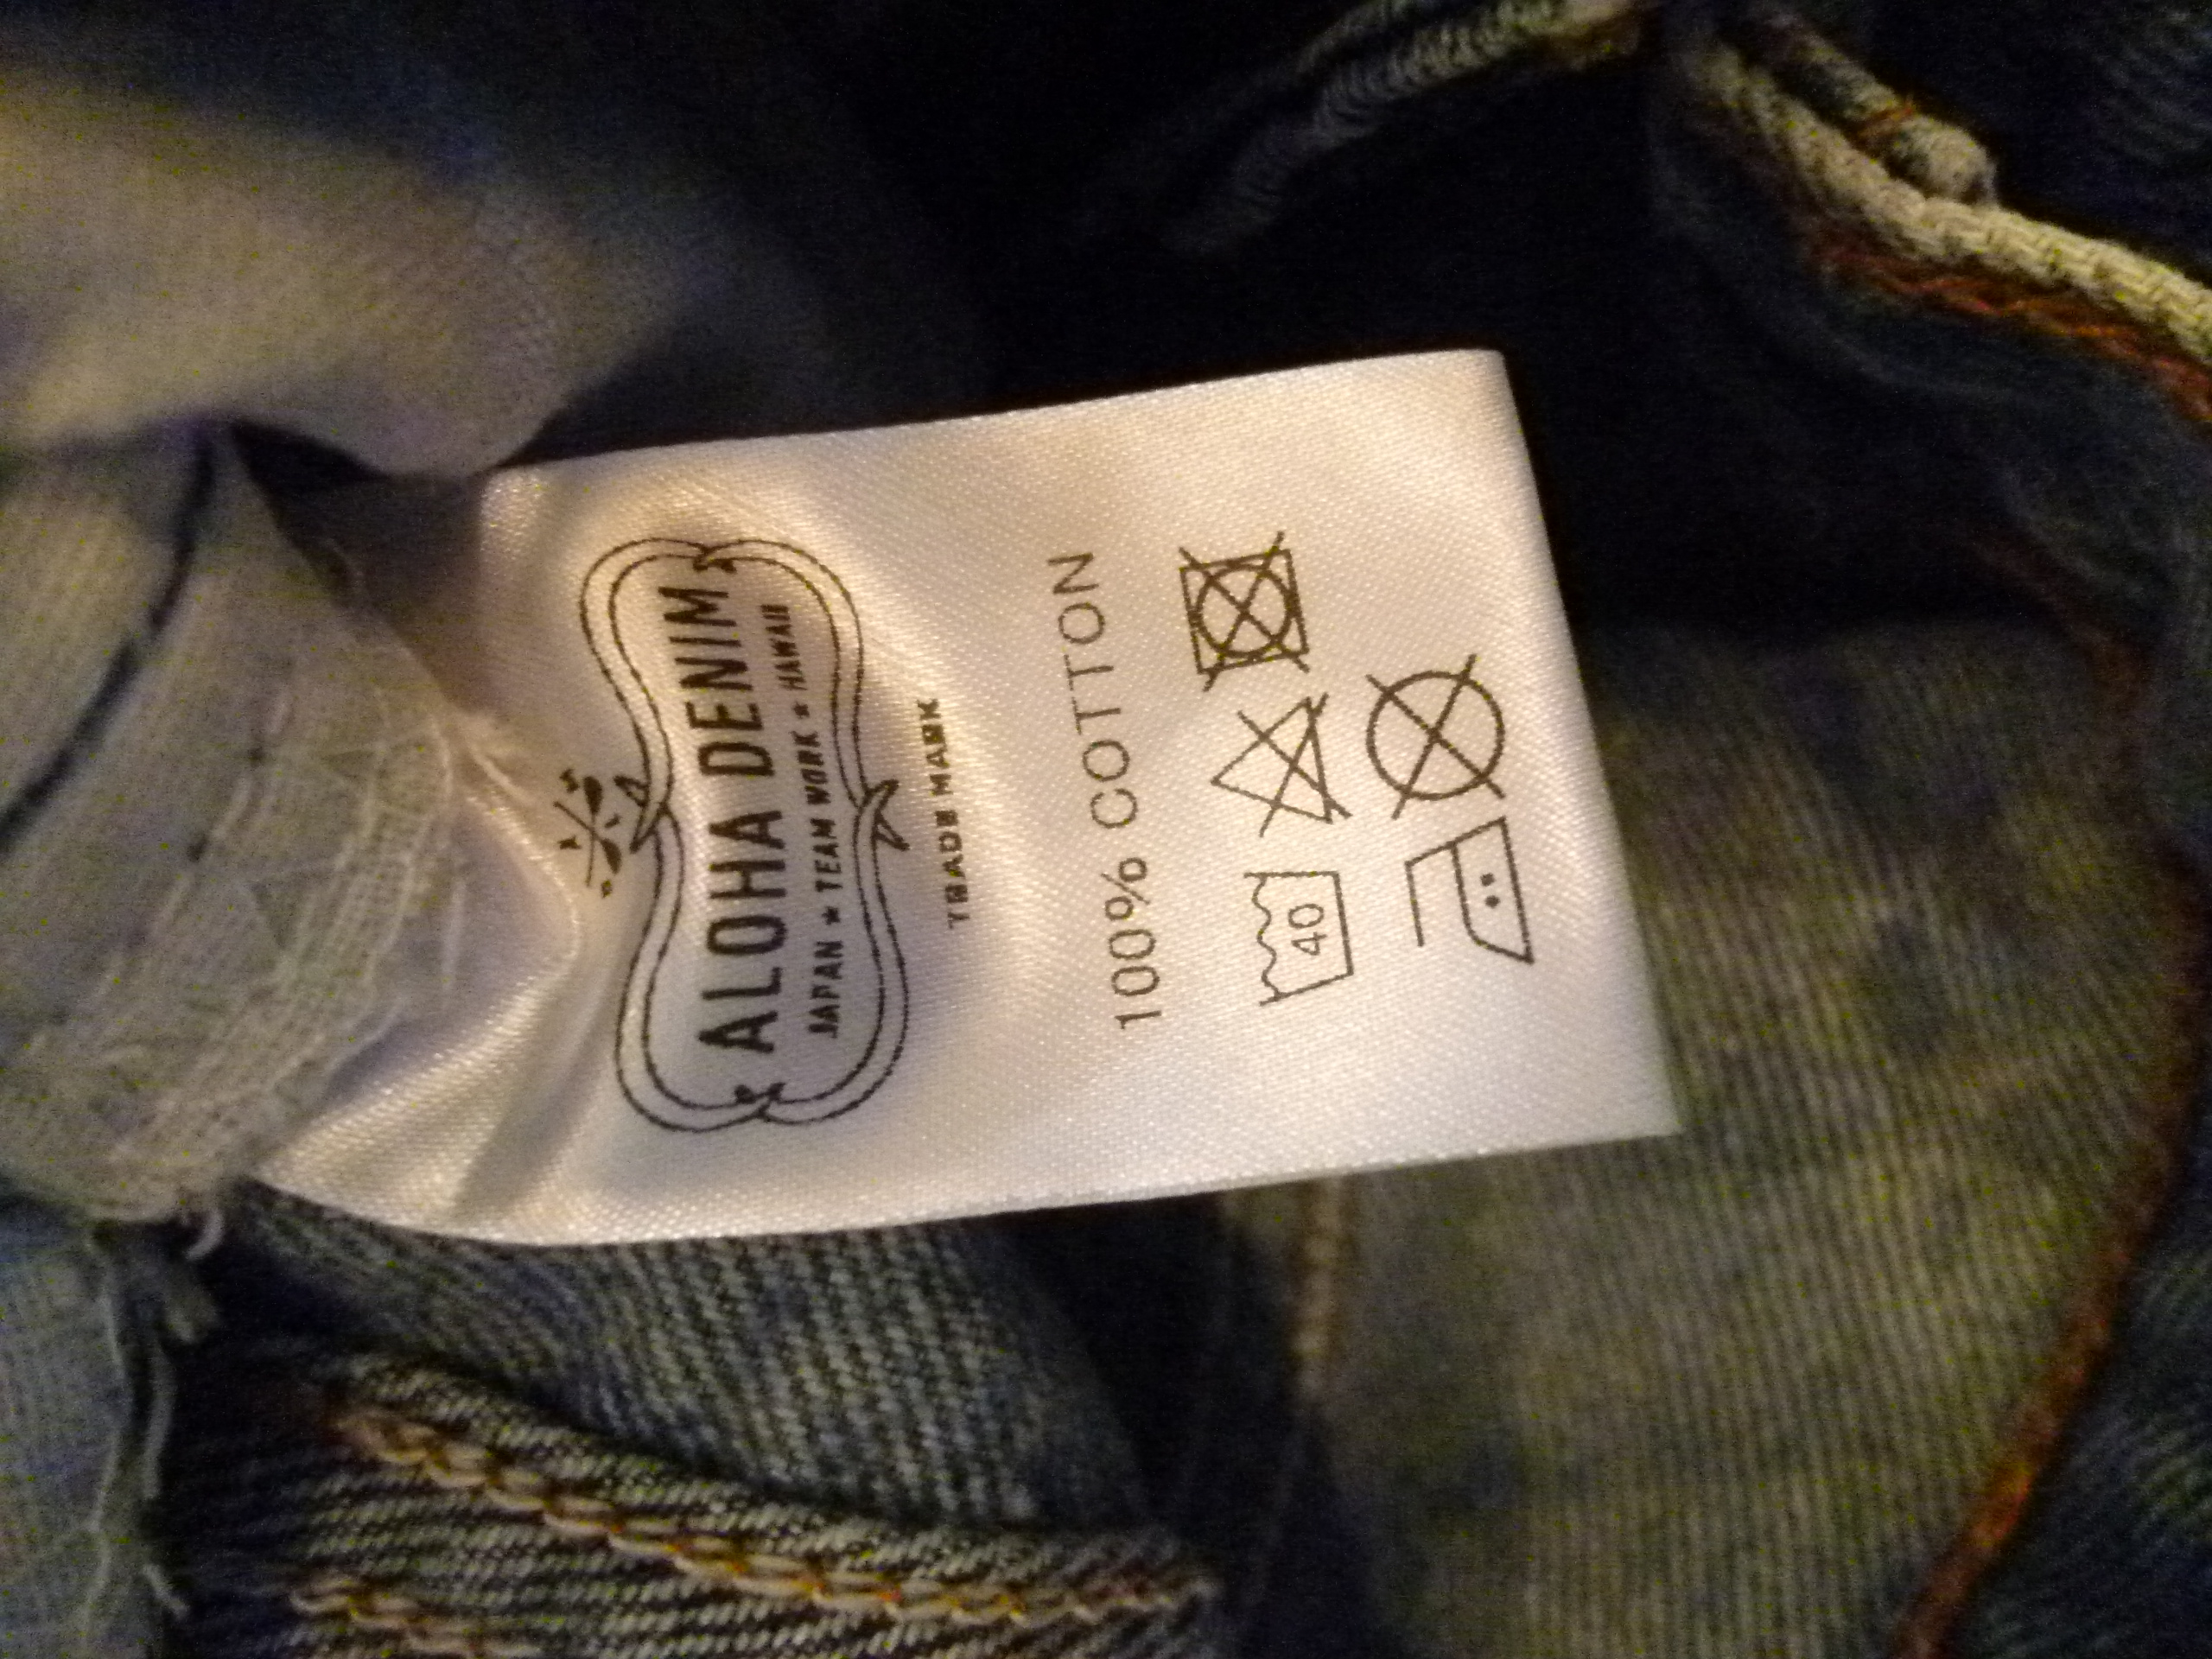 ALOHA DENIM
JAPAN ★ TEAM WORK ★ HAWAII
TRADE MARK
100% COTTON
40